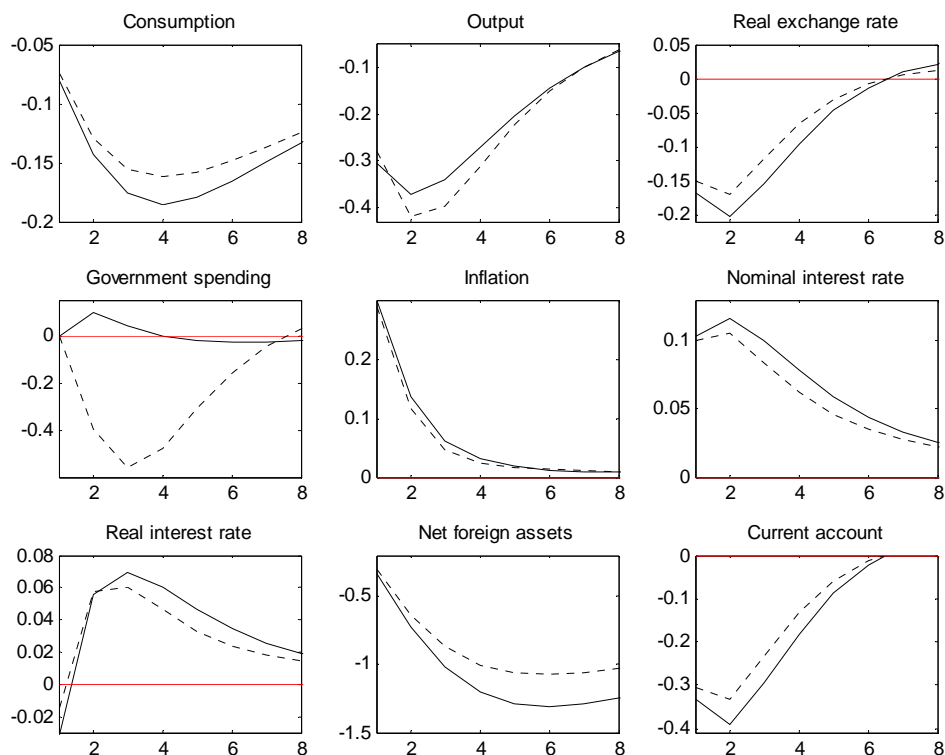 Consumption
-0.05
-0.1
-0.15
-0.2
2 4 6 8
Output
-0.1
-0.2
-0.3
-0.4
2 4 6 8
Real exchange rate
0.05
0
-0.05
-0.1
-0.15
-0.2
2 4 6 8
Government spending
0
-0.2
-0.4
2 4 6 8
Inflation
0.2
0.1
0
2 4 6 8
Nominal interest rate
0.1
0.05
0
2 4 6 8
Real interest rate
0.08
0.06
0.04
0.02
0
-0.02
2 4 6 8
Net foreign assets
-0.5
-1
-1.5
2 4 6 8
Current account
0
-0.1
-0.2
-0.3
-0.4
2 4 6 8